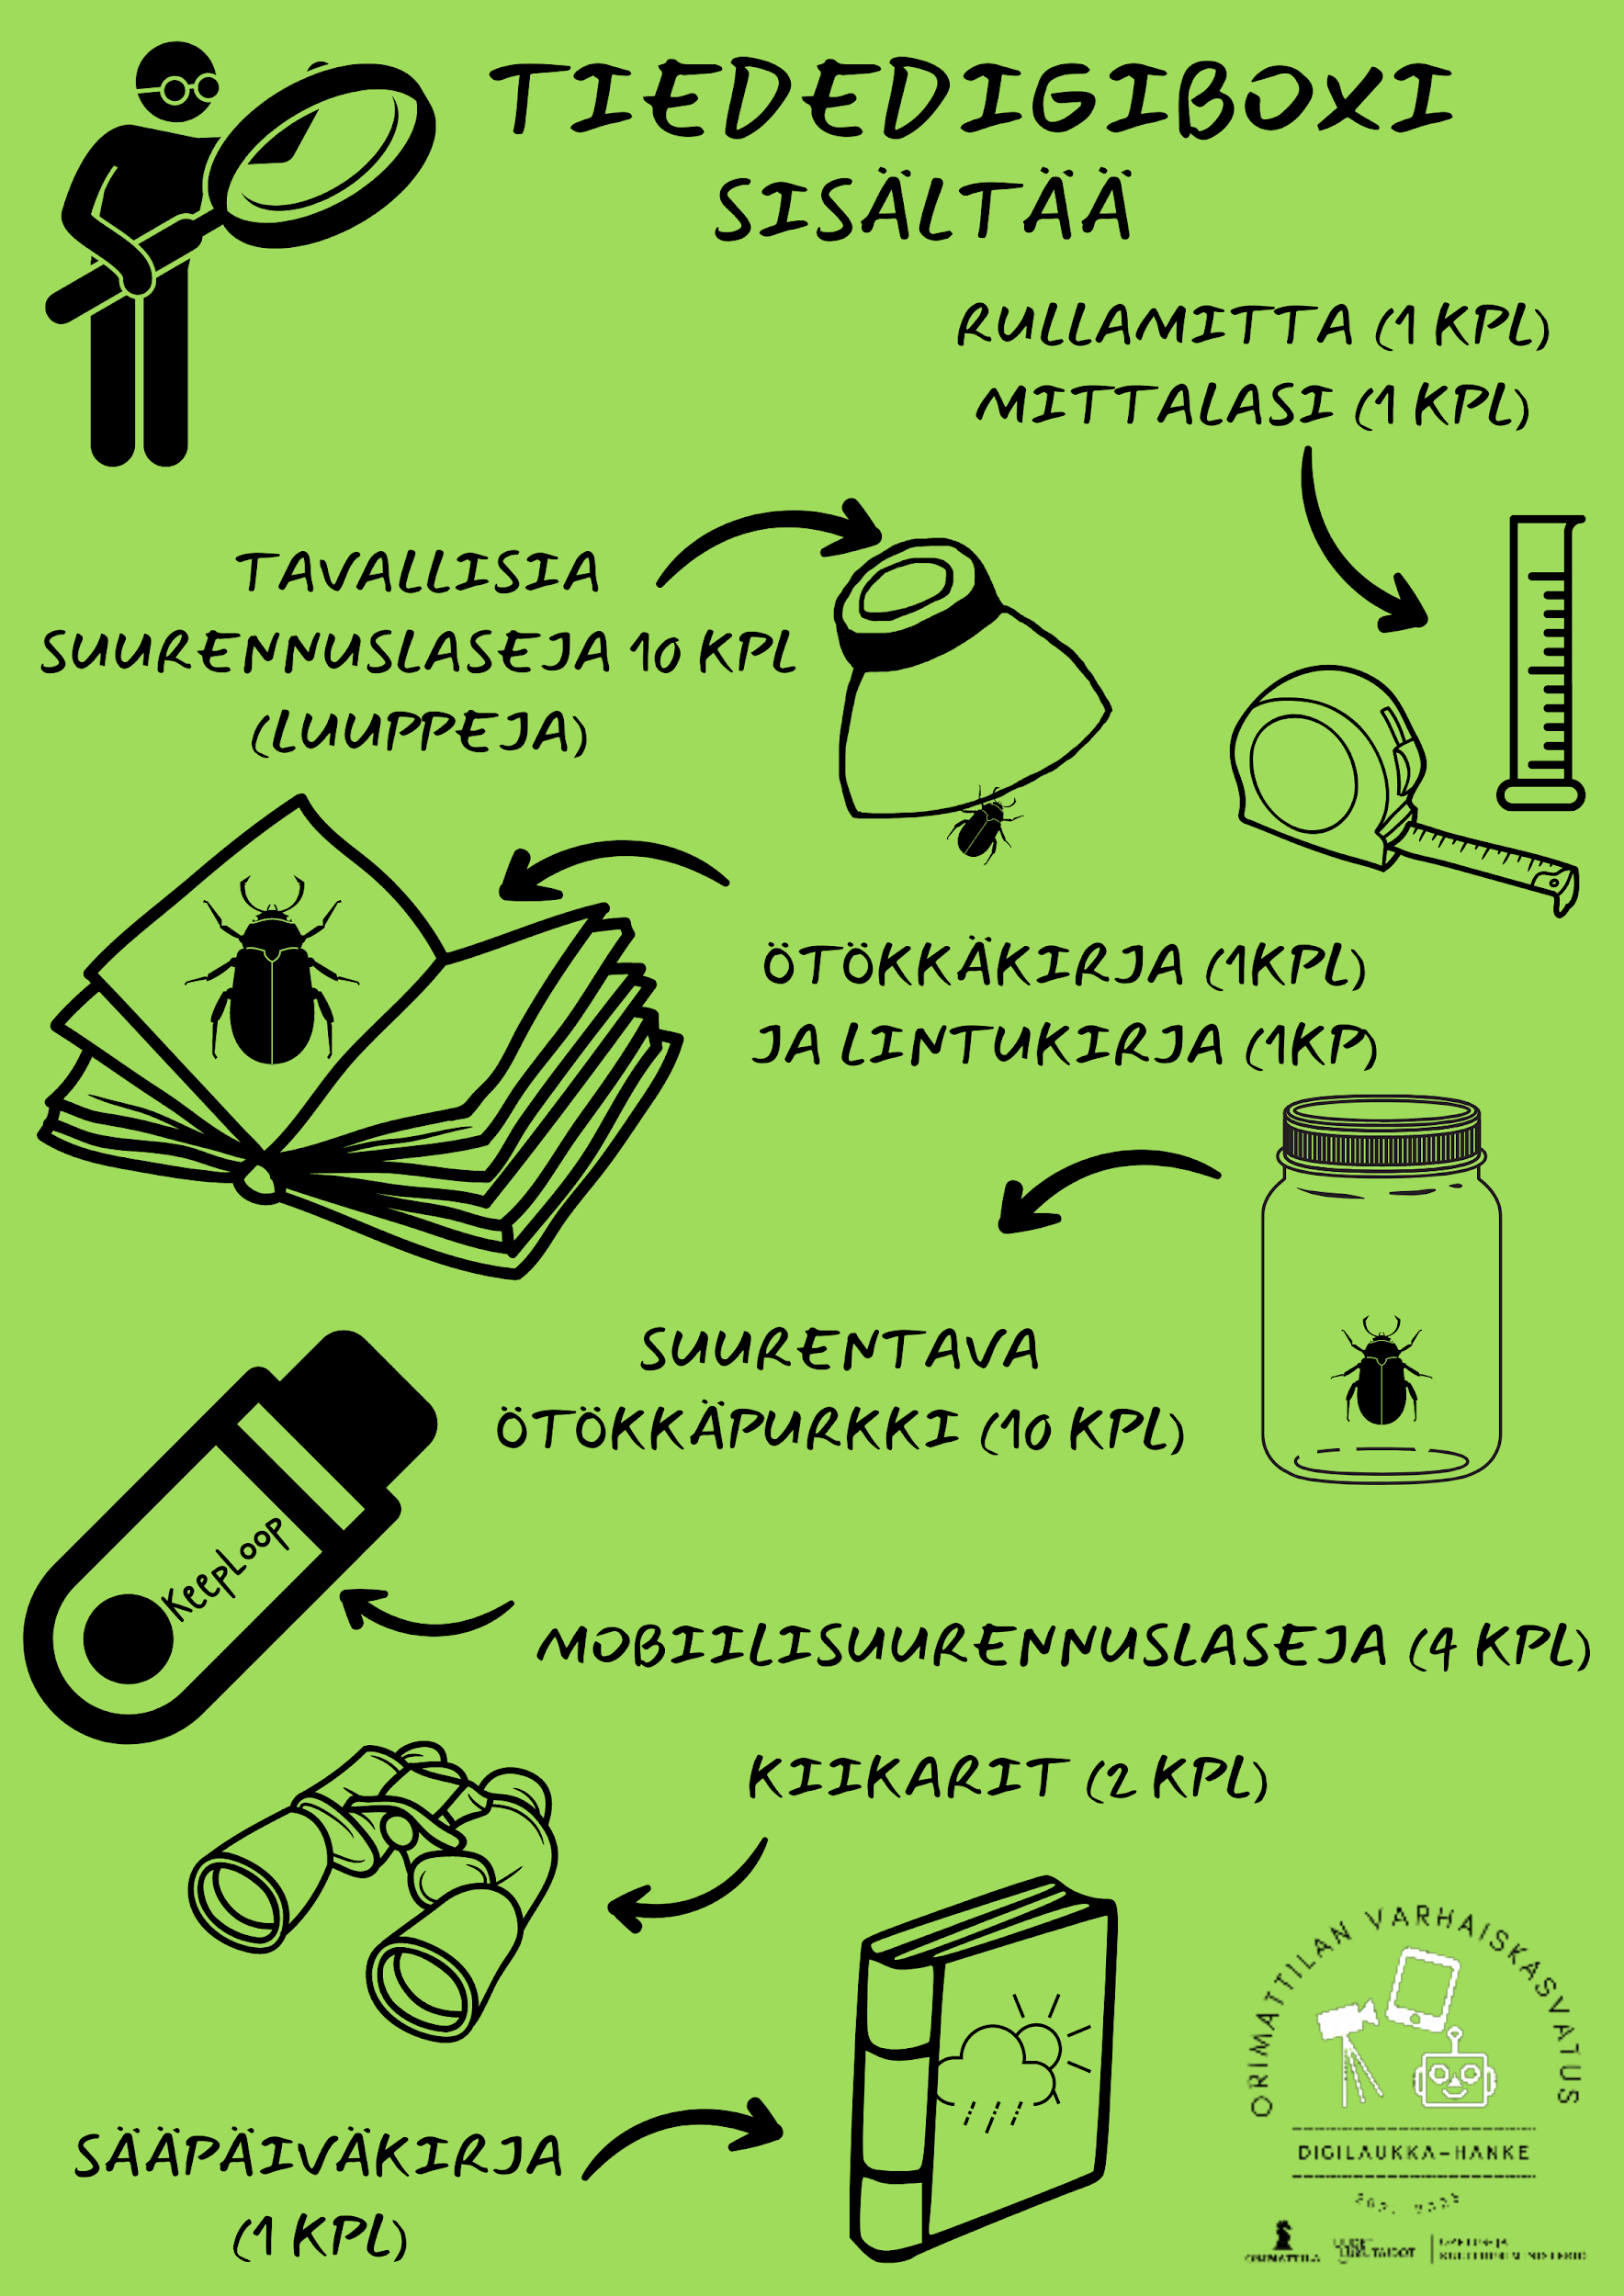 TIEDEDIGIBOXI
SISÄLTÄÄ
RULLAMITTA (1 KPL)
MITTALASI (1 KPL)
TAVALLISIA
SUURENNUSLASEJA 10 KPL
(LUUPPEJA)
ÖTÖKKÄKIRJA (1KPL)
JA LINTUKIRJA (1KP)
SUURENTAVA
ÖTÖKKÄPURKKI (10 KPL)
KeepLoop
MOBIILISUURENNUSLASEJA (4 KPL)
KIIKARIT (2 KPL)
SÄÄPÄIVÄKIRJA
(1 KPL)
ORIMATTILAN VARHAISKASVATUS
DIGILAUKKA-HANKE
ORIMATTILA